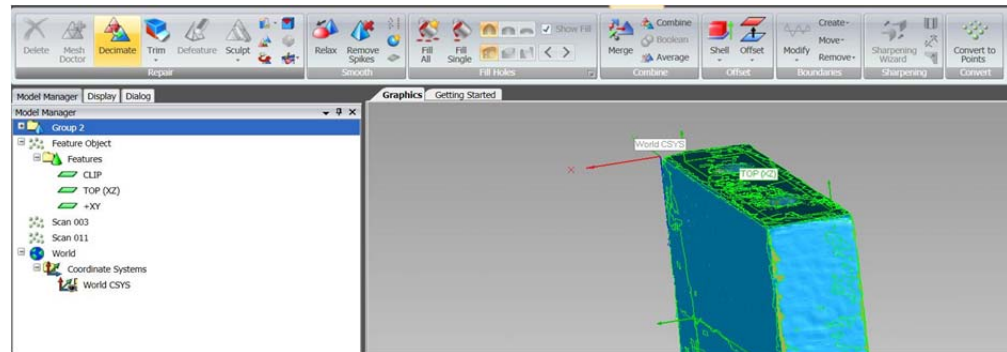 Delete
Mesh Doctor
Decimate
Trim
Defeature
Sculpt
Repair
Relax
Remove Spikes
Smooth
Fill All
Fill Single
Show Fill
Fill Holes
Merge
Combine
Boolean
Average
Combine
Shell
Offset
Offset
Modify
Create
Move
Remove
Boundaries
Sharpening Wizard
Sharpening
Convert to Points
Convert
Model Manager Display Dialog
Graphics Getting Started
Model Manager
Group 2
Feature Object
Features
CLIP
TOP (XZ)
+XY
Scan 003
Scan 011
World
Coordinate Systems
World CSYS
World CSYS
X
TOP (XZ)